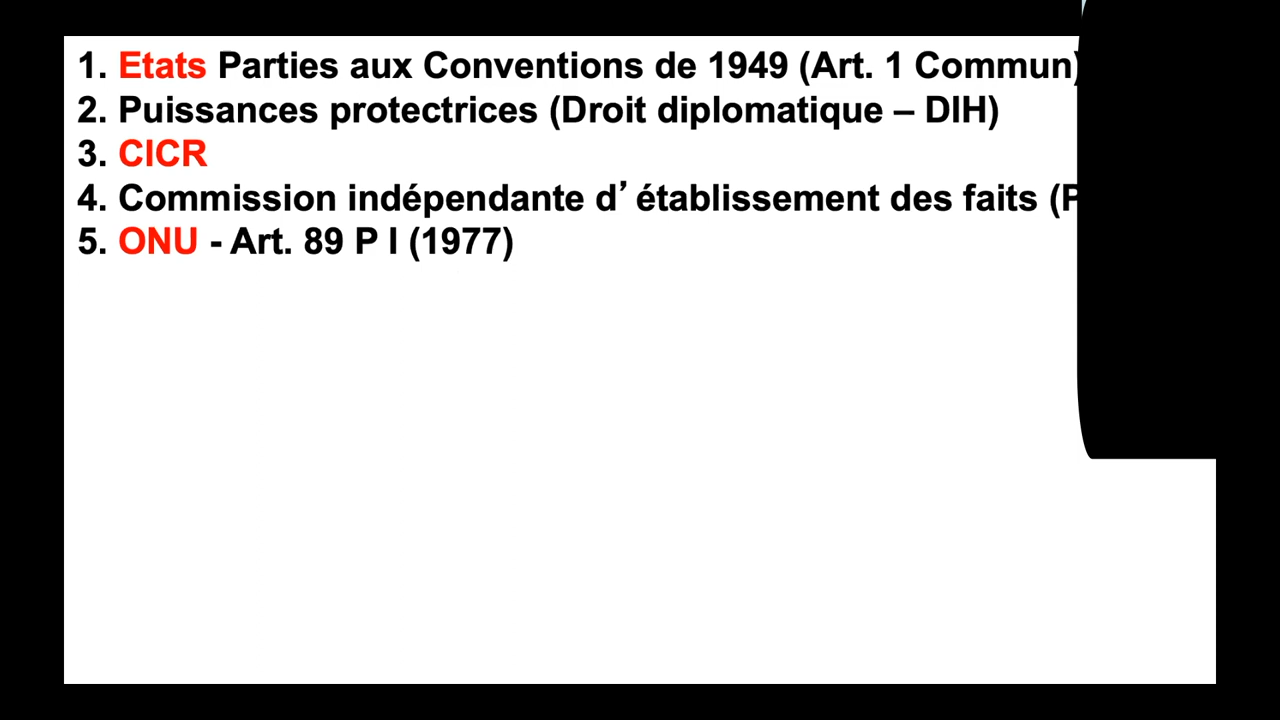 1. Etats Parties aux Conventions de 1949 (Art. 1 Commun)
2. Puissances protectrices (Droit diplomatique – DIH)
3. CICR
4. Commission indépendante d’ établissement des faits (P
5. ONU - Art. 89 P I (1977)